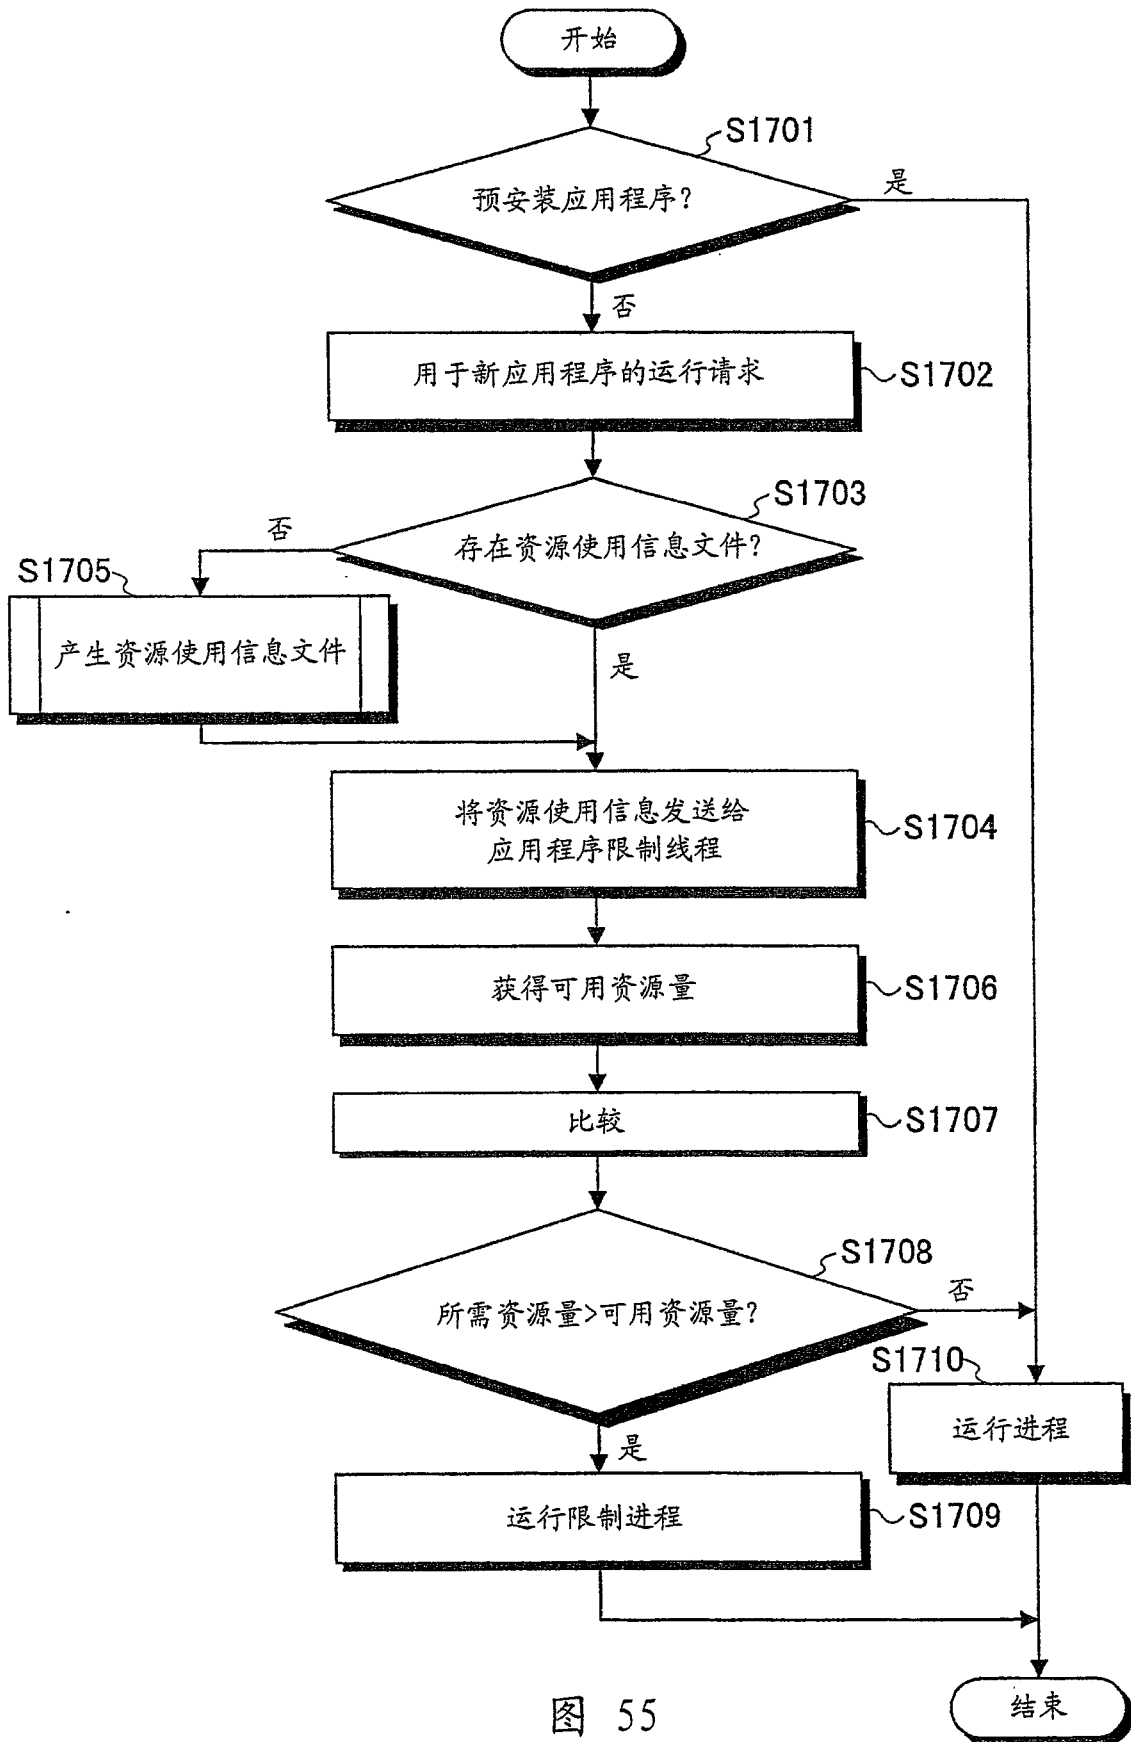 开始
S1701
预安装应用程序?
是
否
用于新应用程序的运行请求
S1702
S1703
存在资源使用信息文件?
否
S1705
产生资源使用信息文件
是
将资源使用信息发送给
应用程序限制线程
S1704
获得可用资源量
S1706
比较
S1707
S1708
所需资源量>可用资源量?
否
S1710
运行进程
是
运行限制进程
S1709
结束
图 55